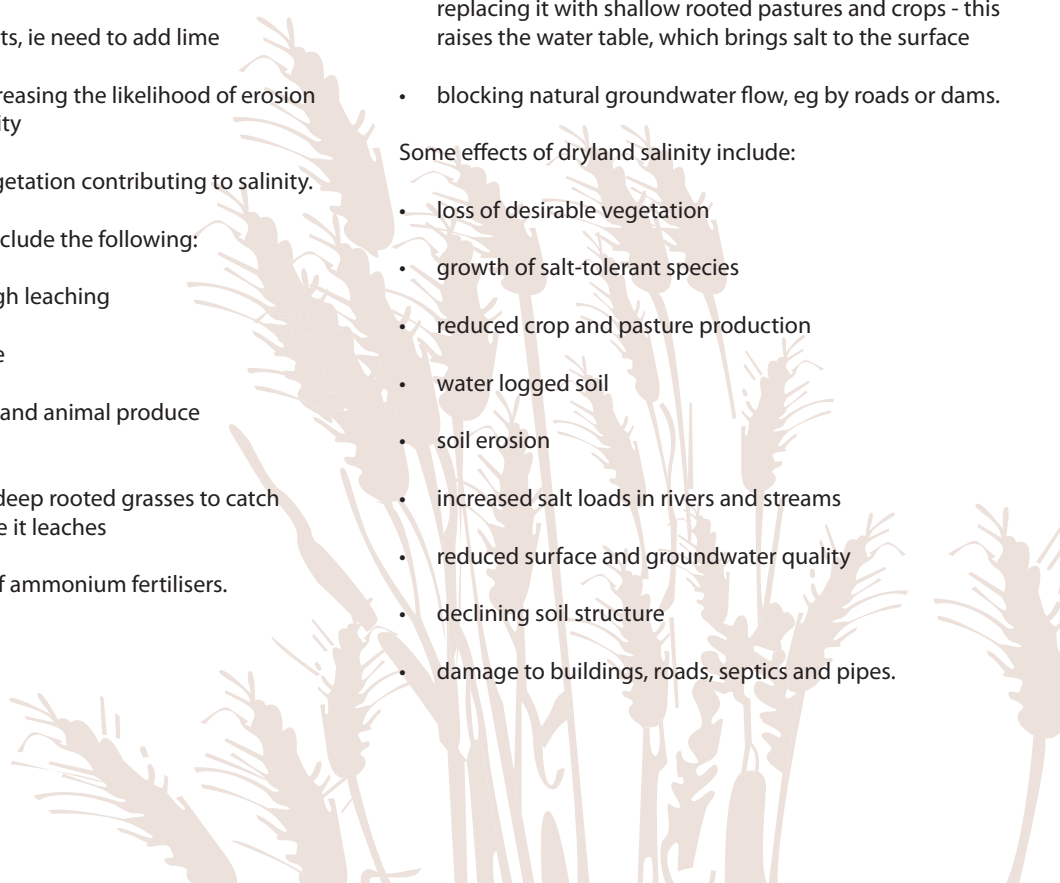 ts, ie need to add lime
reasing the likelihood of erosion
ity
getation contributing to salinity.
clude the following:
gh leaching
e
and animal produce
deep rooted grasses to catch
e it leaches
f ammonium fertilisers.
replacing it with shallow rooted pastures and crops - this
raises the water table, which brings salt to the surface
• blocking natural groundwater flow, eg by roads or dams.
Some effects of dryland salinity include:
• loss of desirable vegetation
• growth of salt-tolerant species
• reduced crop and pasture production
• water logged soil
• soil erosion
• increased salt loads in rivers and streams
• reduced surface and groundwater quality
• declining soil structure
• damage to buildings, roads, septics and pipes.